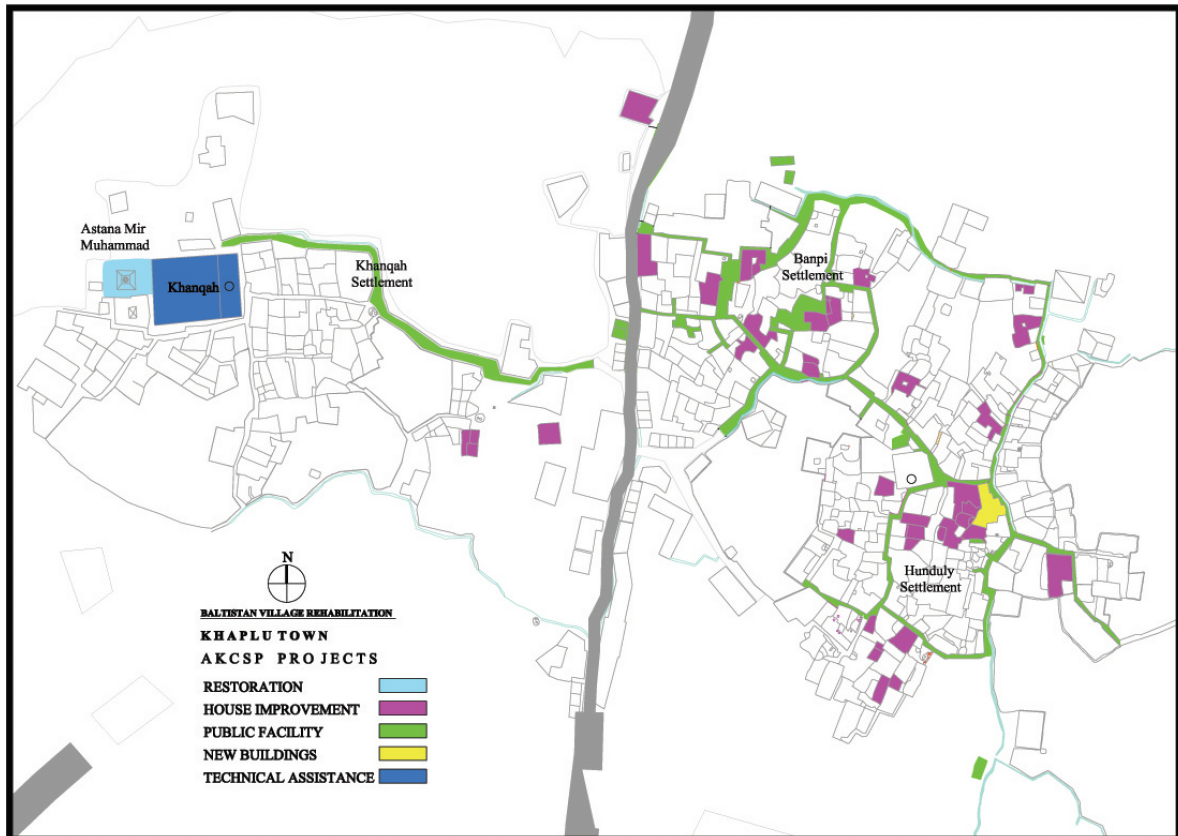 Astana Mir
Muhammad
Khanqah
Khanqah
Settlement
Banpi
Settlement
Hunduly
Settlement
N
BALTISTAN VILLAGE REHABILITATION
KHAPLU TOWN
AKCSP PROJECTS
RESTORATION
HOUSE IMPROVEMENT
PUBLIC FACILITY
NEW BUILDINGS
TECHNICAL ASSISTANCE